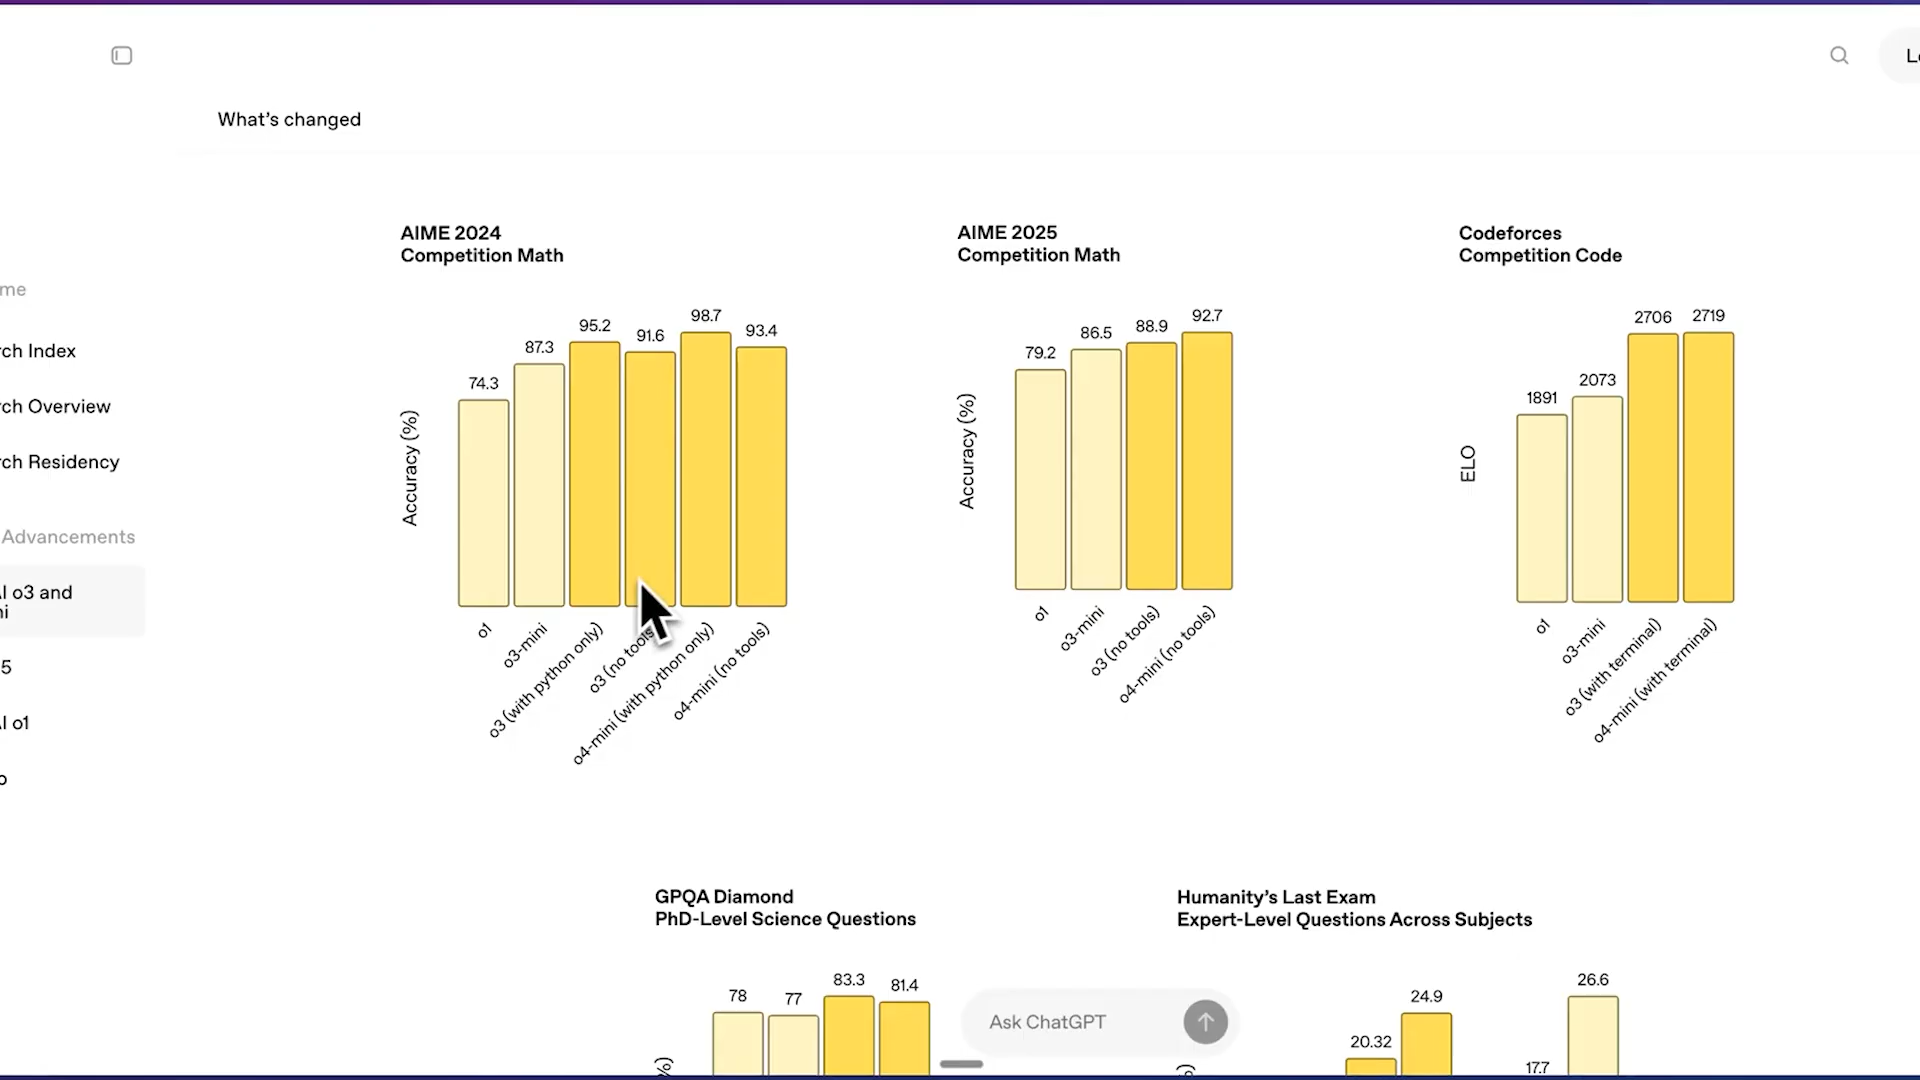 What's changed
me
rch Index
rch Overview
rch Residency
Advancements
I o3 and
ni
5
I o1
o
AIME 2024
Competition Math
Accuracy (%)
74.3
87.3
95.2
91.6
98.7
93.4
o1
o3-mini
o3 (with python only)
o3 (no tools
o4-mini (with python only)
o4-mini (no tools)
AIME 2025
Competition Math
Accuracy (%)
79.2
86.5
88.9
92.7
o1
o3-mini
o3 (no tools)
o4-mini (no tools)
Codeforces
Competition Code
ELO
1891
2073
2706
2719
o1
o3-mini
o3 (with terminal)
o4-mini (with terminal)
GPQA Diamond
PhD-Level Science Questions
%)
78
77
83.3
81.4
Humanity's Last Exam
Expert-Level Questions Across Subjects
20.32
24.9
17.7
26.6
Ask ChatGPT